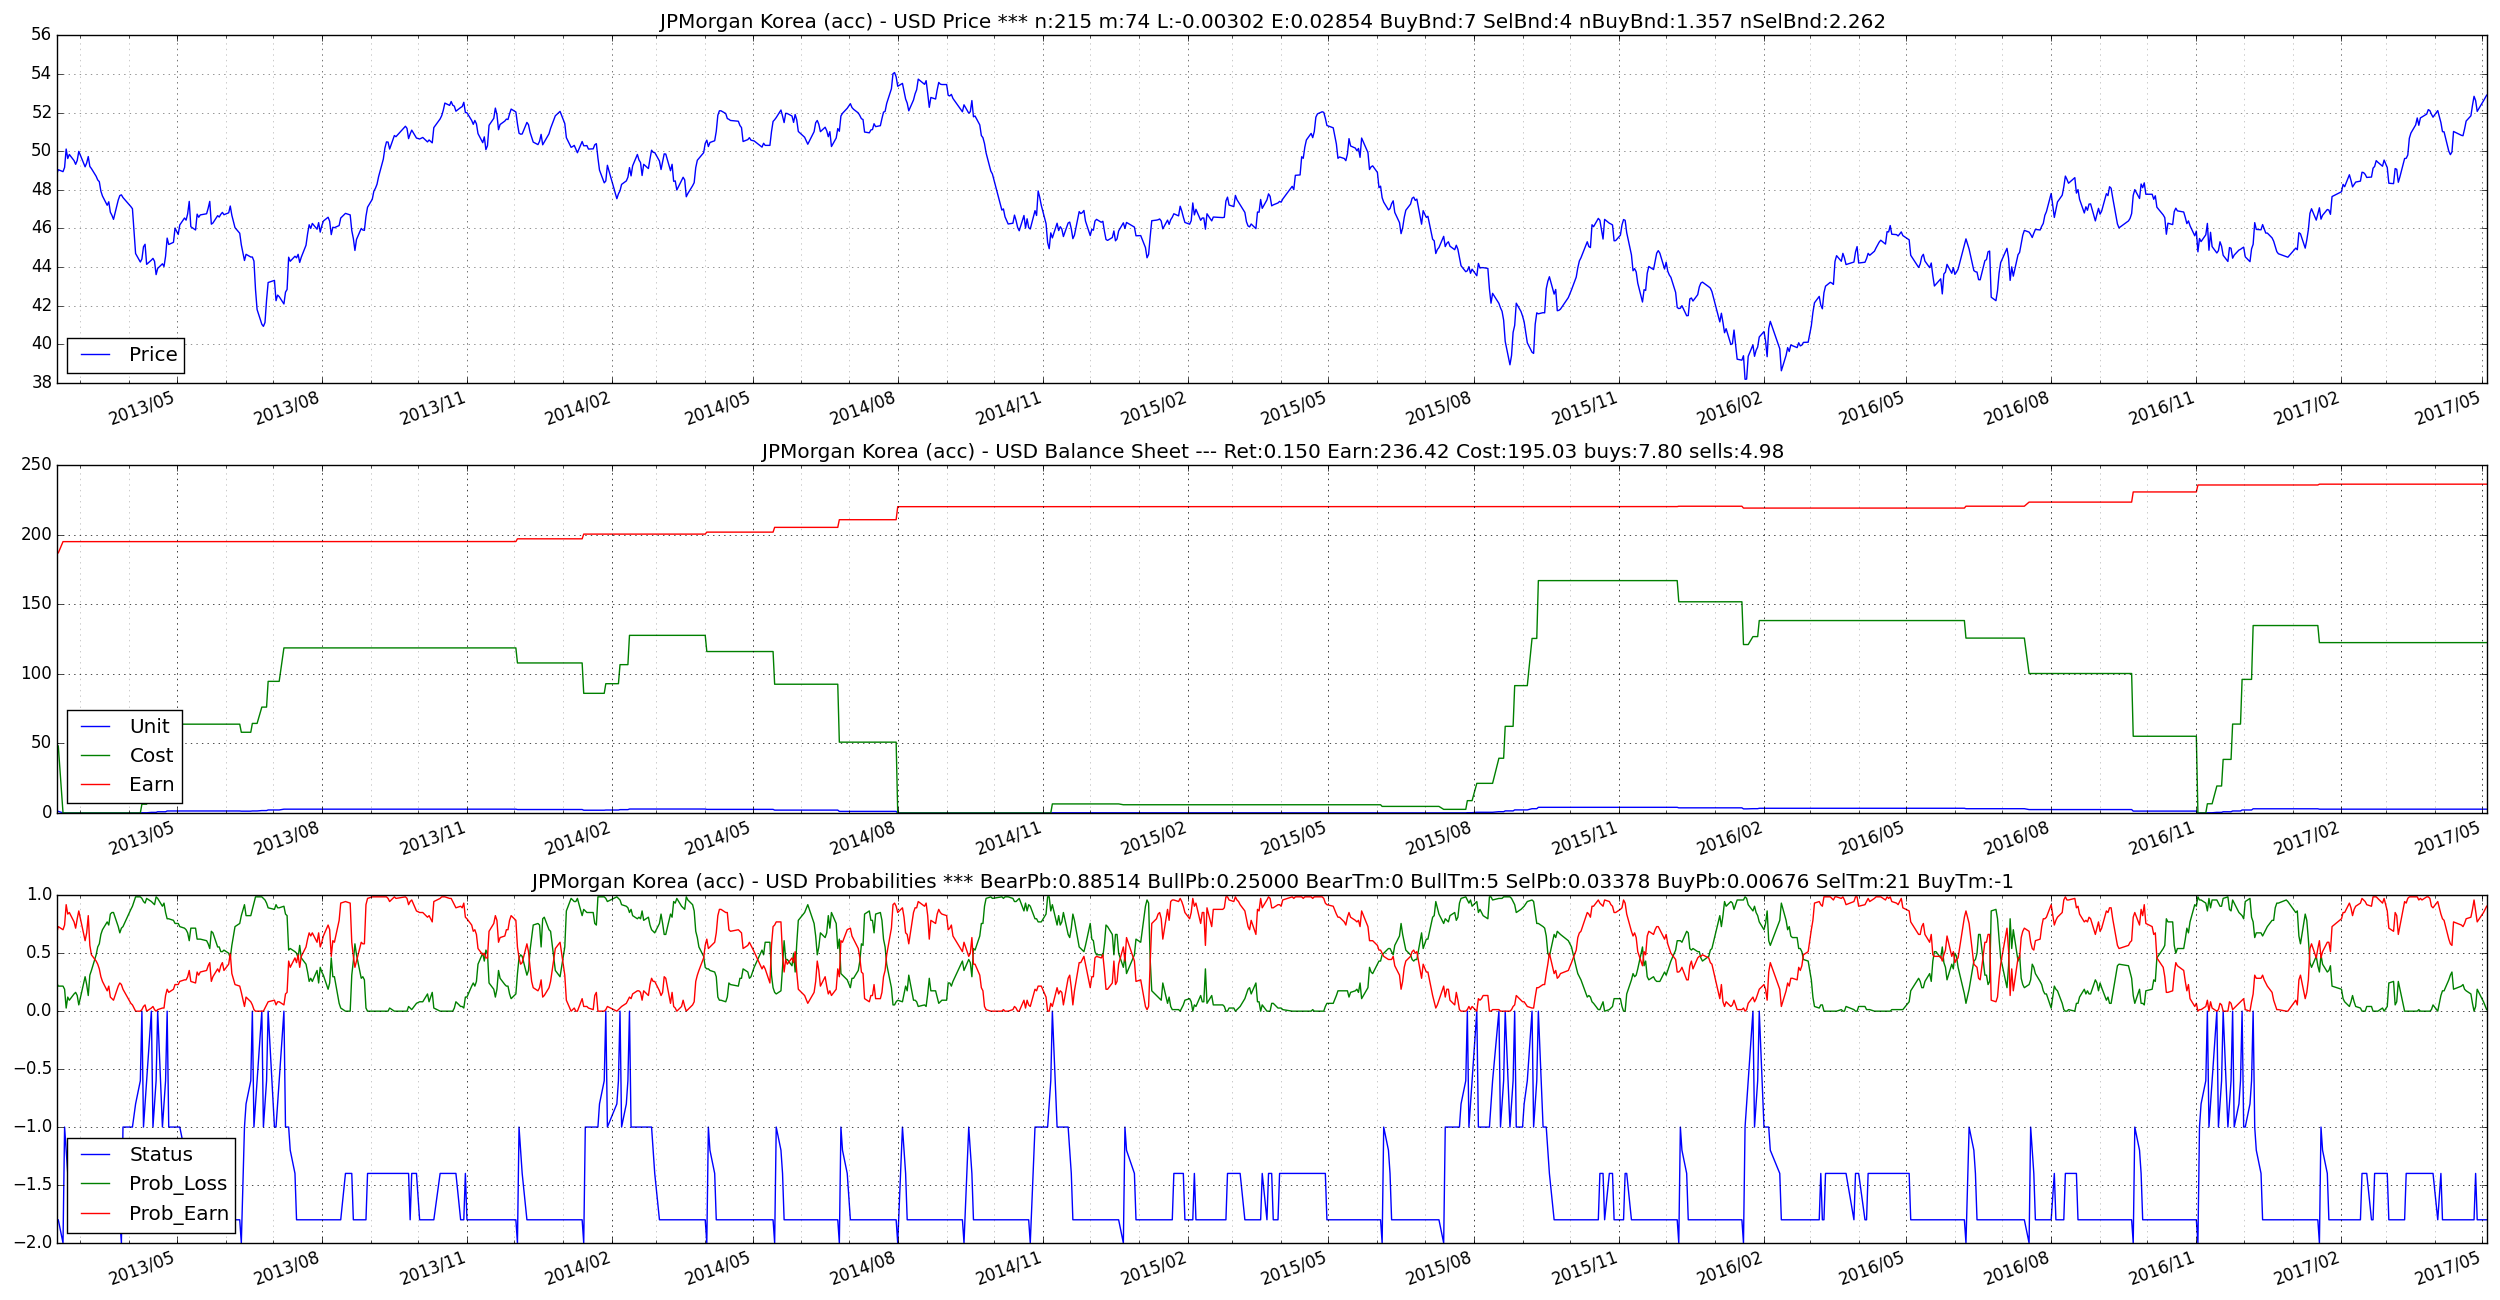 JPMorgan Korea (acc) - USD Price *** n:215 m:74 L:-0.00302 E:0.02854 BuyBnd:7 SelBnd:4 nBuyBnd:1.357 nSelBnd:2.262
56
54
52
50
48
46
44
42
40
38
Price
2013/05 2013/08 2013/11 2014/02 2014/05 2014/08 2014/11 2015/02 2015/05 2015/08 2015/11 2016/02 2016/05 2016/08 2016/11 2017/02 2017/05
JPMorgan Korea (acc) - USD Balance Sheet --- Ret:0.150 Earn:236.42 Cost:195.03 buys:7.80 sells:4.98
250
200
150
100
50
0
Unit
Cost
Earn
2013/05 2013/08 2013/11 2014/02 2014/05 2014/08 2014/11 2015/02 2015/05 2015/08 2015/11 2016/02 2016/05 2016/08 2016/11 2017/02 2017/05
JPMorgan Korea (acc) - USD Probabilities *** BearPb:0.88514 BullPb:0.25000 BearTm:0 BullTm:5 SelPb:0.03378 BuyPb:0.00676 SelTm:21 BuyTm:-1
1.0
0.5
0.0
−0.5
−1.0
−1.5
−2.0
Status
Prob_Loss
Prob_Earn
2013/05 2013/08 2013/11 2014/02 2014/05 2014/08 2014/11 2015/02 2015/05 2015/08 2015/11 2016/02 2016/05 2016/08 2016/11 2017/02 2017/05